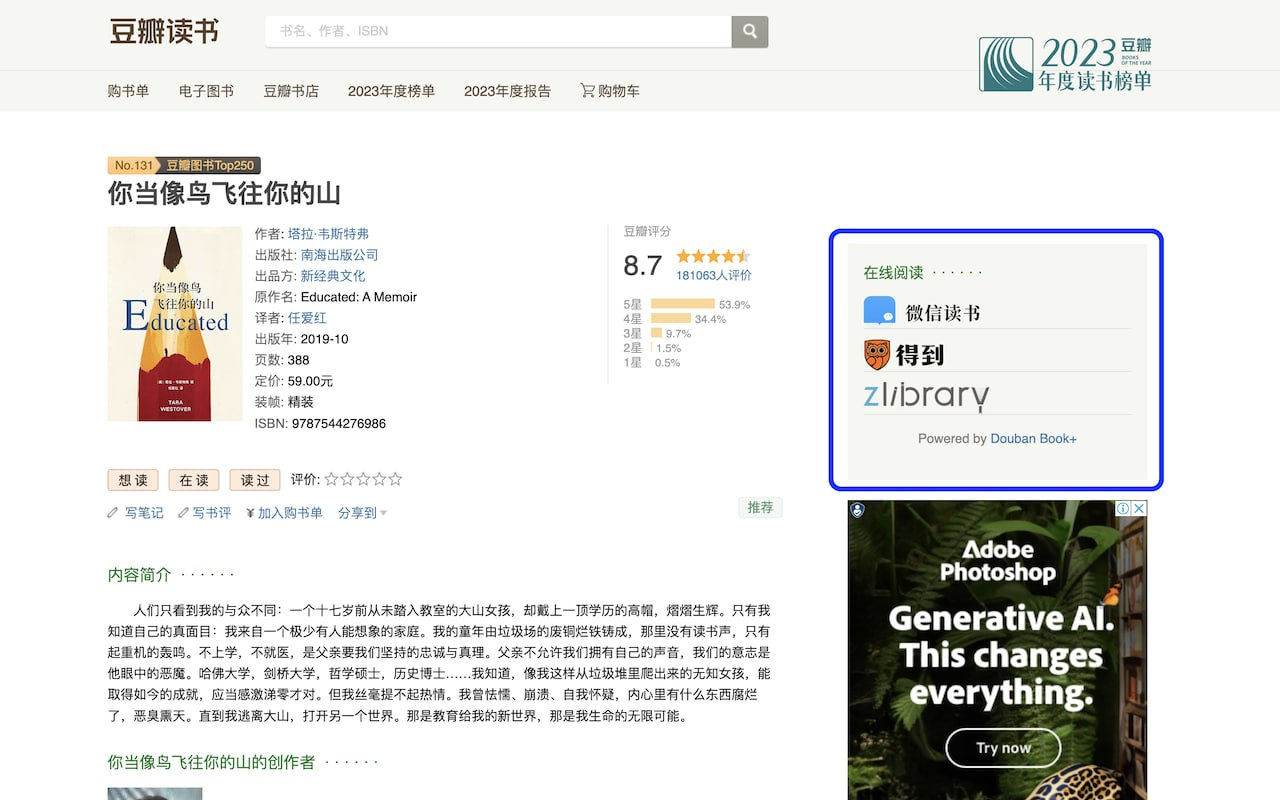 豆瓣读书
书名、作者、ISBN
2023 豆瓣
BOOKS
OF THE YEAR
年度读书榜单
购书单 电子图书 豆瓣书店 2023年度榜单 2023年度报告 购物车
No.131 豆瓣图书Top250
你当像鸟飞往你的山
你当像鸟
飞往你的山
Educated
TARA
WESTOVER
作者: 塔拉·韦斯特弗
出版社: 南海出版公司
出品方: 新经典文化
原作名: Educated: A Memoir
译者: 任爱红
出版年: 2019-10
页数: 388
定价: 59.00元
装帧: 精装
ISBN: 9787544276986
豆瓣评分
8.7
181063人评价
5星 53.9%
4星 34.4%
3星 9.7%
2星 1.5%
1星 0.5%
想读 在读 读过 评价:
写笔记 写书评 ¥加入购书单 分享到
推荐
内容简介 · · · · · ·
人们只看到我的与众不同：一个十七岁前从未踏入教室的大山女孩，却戴上一顶学历的高帽，熠熠生辉。只有我
知道自己的真面目：我来自一个极少有人能想象的家庭。我的童年由垃圾场的废铜烂铁铸成，那里没有读书声，只有
起重机的轰鸣。不上学，不就医，是父亲要我们坚持的忠诚与真理。父亲不允许我们拥有自己的声音，我们的意志是
他眼中的恶魔。哈佛大学，剑桥大学，哲学硕士，历史博士……我知道，像我这样从垃圾堆里爬出来的无知女孩，能
取得如今的成就，应当感激涕零才对。但我丝毫提不起热情。我曾怯懦、崩溃、自我怀疑，内心里有什么东西腐烂
了，恶臭熏天。直到我逃离大山，打开另一个世界。那是教育给我的新世界，那是我生命的无限可能。
你当像鸟飞往你的山的创作者 · · · · · ·
在线阅读 · · · · · ·
微信读书
得到
zlibrary
Powered by Douban Book+
Adobe
Photoshop
Generative AI.
This changes
everything.
Try now